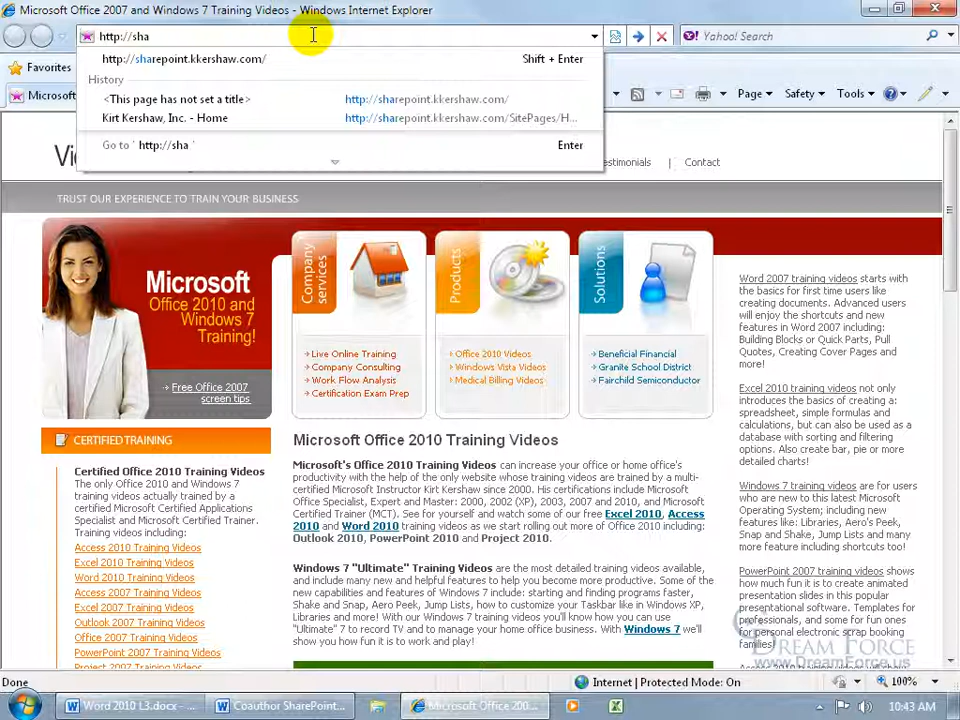 Microsoft Office 2007 and Windows 7 Training Videos - Windows Internet Explorer
http://sha
Yahoo! Search
http://sharepoint.kkershaw.com/ Shift + Enter
History
<This page has not set a title> http://sharepoint.kkershaw.com/
Kirt Kershaw, Inc. - Home http://sharepoint.kkershaw.com/SitePages/H...
Go to ' http://sha ' Enter
Favorites
Microsoft
Page Safety Tools
Contact
TRUST OUR EXPERIENCE TO TRAIN YOUR BUSINESS
Microsoft
Office 2010 and
Windows 7
Training!
Free Office 2007
screen tips
Company services
Live Online Training
Company Consulting
Work Flow Analysis
Certification Exam Prep
Products
Office 2010 Videos
Windows Vista Videos
Medical Billing Videos
Solutions
Beneficial Financial
Granite School District
Fairchild Semiconductor
CERTIFIED TRAINING
Certified Office 2010 Training Videos
The only Office 2010 and Windows 7
training videos actually trained by a
certified Microsoft Certified Applications
Specialist and Microsoft Certified Trainer.
Training videos including:
Access 2010 Training Videos
Excel 2010 Training Videos
Word 2010 Training Videos
Access 2007 Training Videos
Excel 2007 Training Videos
Outlook 2007 Training Videos
Office 2007 Training Videos
PowerPoint 2007 Training Videos
Project 2007 Training Videos
Microsoft Office 2010 Training Videos
Microsoft's Office 2010 Training Videos can increase your office or home office's
productivity with the help of the only website whose training videos are trained by a multi-
certified Microsoft Instructor Kirt Kershaw since 2000. His certifications include Microsoft
Office Specialist, Expert and Master: 2000, 2002 (XP), 2003, 2007 and 2010, and Microsoft
Certified Trainer (MCT). See for yourself and watch some of our free Excel 2010, Access
2010 and Word 2010 training videos as we start rolling out more of Office 2010 including:
Outlook 2010, PowerPoint 2010 and Project 2010.
Windows 7 "Ultimate" Training Videos are the most detailed training videos available,
and include many new and helpful features to help you become more productive. Some of the
new capabilities and features of Windows 7 include: starting and finding programs faster,
Shake and Snap, Aero Peek, Jump Lists, how to customize your Taskbar like in Windows XP,
Libraries and more! With our Windows 7 training videos you'll know how you can use
"Ultimate" 7 to record TV and to manage your home office business. With Windows 7 we'll
show you how fun it is to work and play!
Word 2007 training videos starts with
the basics for first time users like
creating documents. Advanced users
will enjoy the shortcuts and new
features in Word 2007 including:
Building Blocks or Quick Parts, Pull
Quotes, Creating Cover Pages and
more!
Excel 2010 training videos not only
introduces the basics of creating a:
spreadsheet, simple formulas and
calculations, but can also be used as a
database with sorting and filtering
options. Also create bar, pie or more
detailed charts!
Windows 7 training videos are for users
who are new to this latest Microsoft
Operating System; including new
features like: Libraries, Aero's Peek,
Snap and Shake, Jump Lists and many
more feature including shortcuts too!
PowerPoint 2007 training videos shows
how much fun it is to create animated
presentation slides in this popular
presentational software. Templates for
professionals, and some for fun ones
for personal electronic scrap booking
families!
DREAM FORCE
www.DreamForce.us
Done
Internet | Protected Mode: On
100%
Word 2010 L3.docx - ...
Coauthor SharePoint...
Microsoft Office 200...
10:43 AM